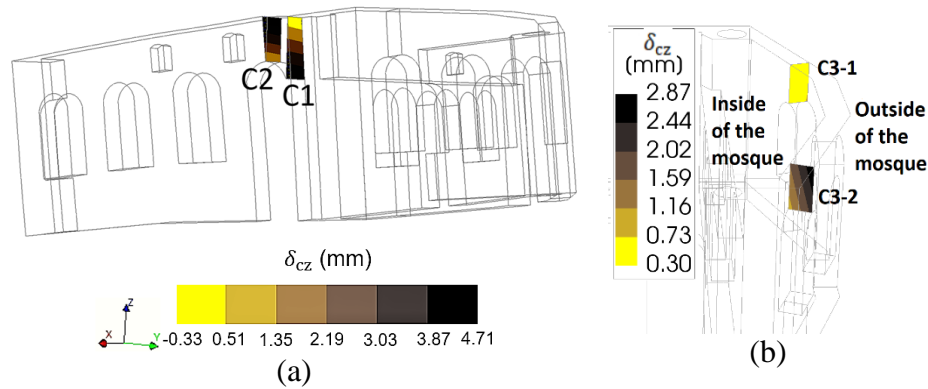 C2
C1
δcz (mm)
-0.33 0.51 1.35 2.19 3.03 3.87 4.71
Z
X
Y
(a)
δcz
(mm)
2.87
2.44
2.02
1.59
1.16
0.73
0.30
Inside
of the
mosque
C3-1
Outside
of the
mosque
C3-2
(b)